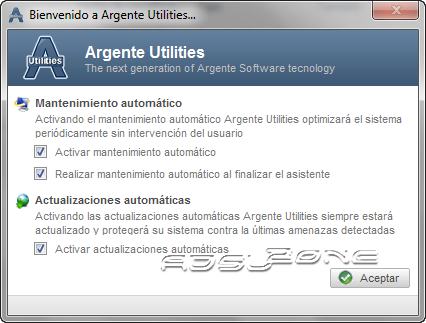 Bienvenido a Argente Utilities...
Utilities
Argente Utilities
The next generation of Argente Software tecnology
Mantenimiento automático
Activando el mantenimiento automático Argente Utilities optimizará el sistema
periódicamente sin intervención del usuario
Activar mantenimiento automático
Realizar mantenimiento automático al finalizar el asistente
Actualizaciones automáticas
Activando las actualizaciones automáticas Argente Utilities siempre estará
actualizado y protegerá su sistema contra la últimas amenazas detectadas
Activar actualizaciones automáticas
Aceptar